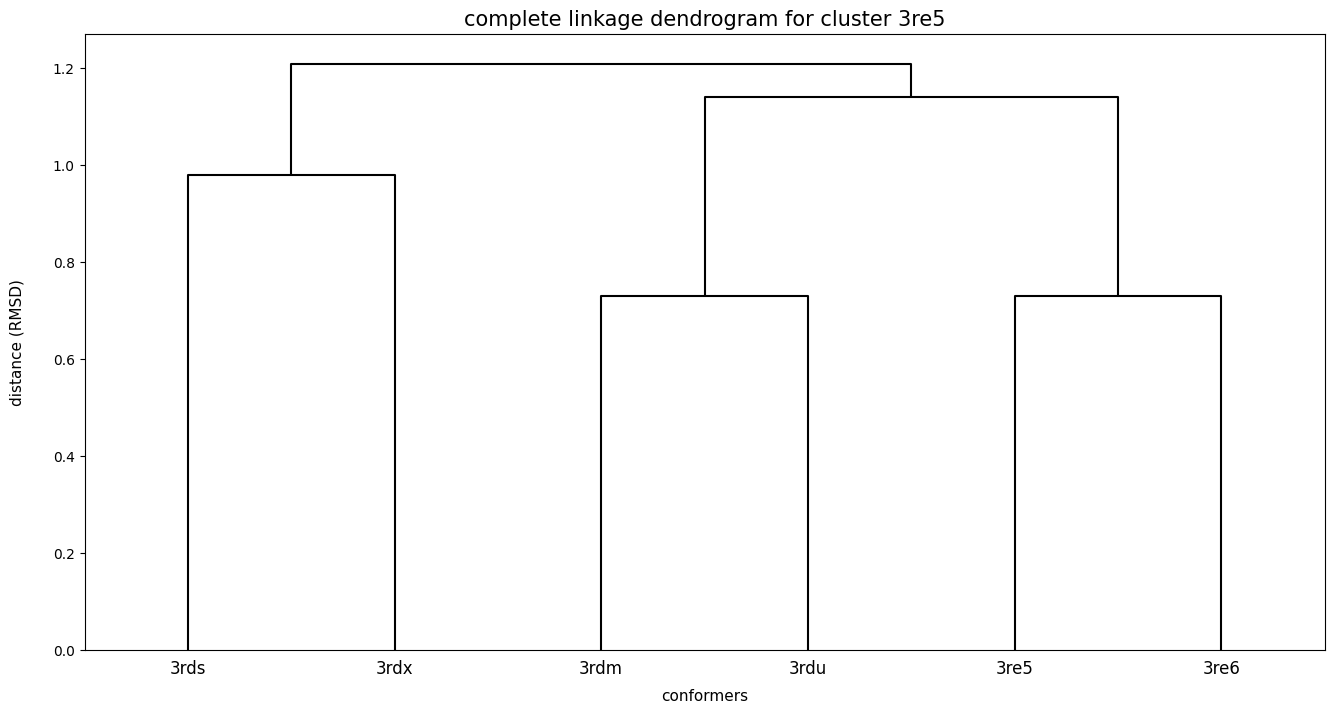 complete linkage dendrogram for cluster 3re5
1.2
1.0
0.8
0.6
0.4
0.2
0.0
distance (RMSD)
3rds 3rdx 3rdm 3rdu 3re5 3re6
conformers